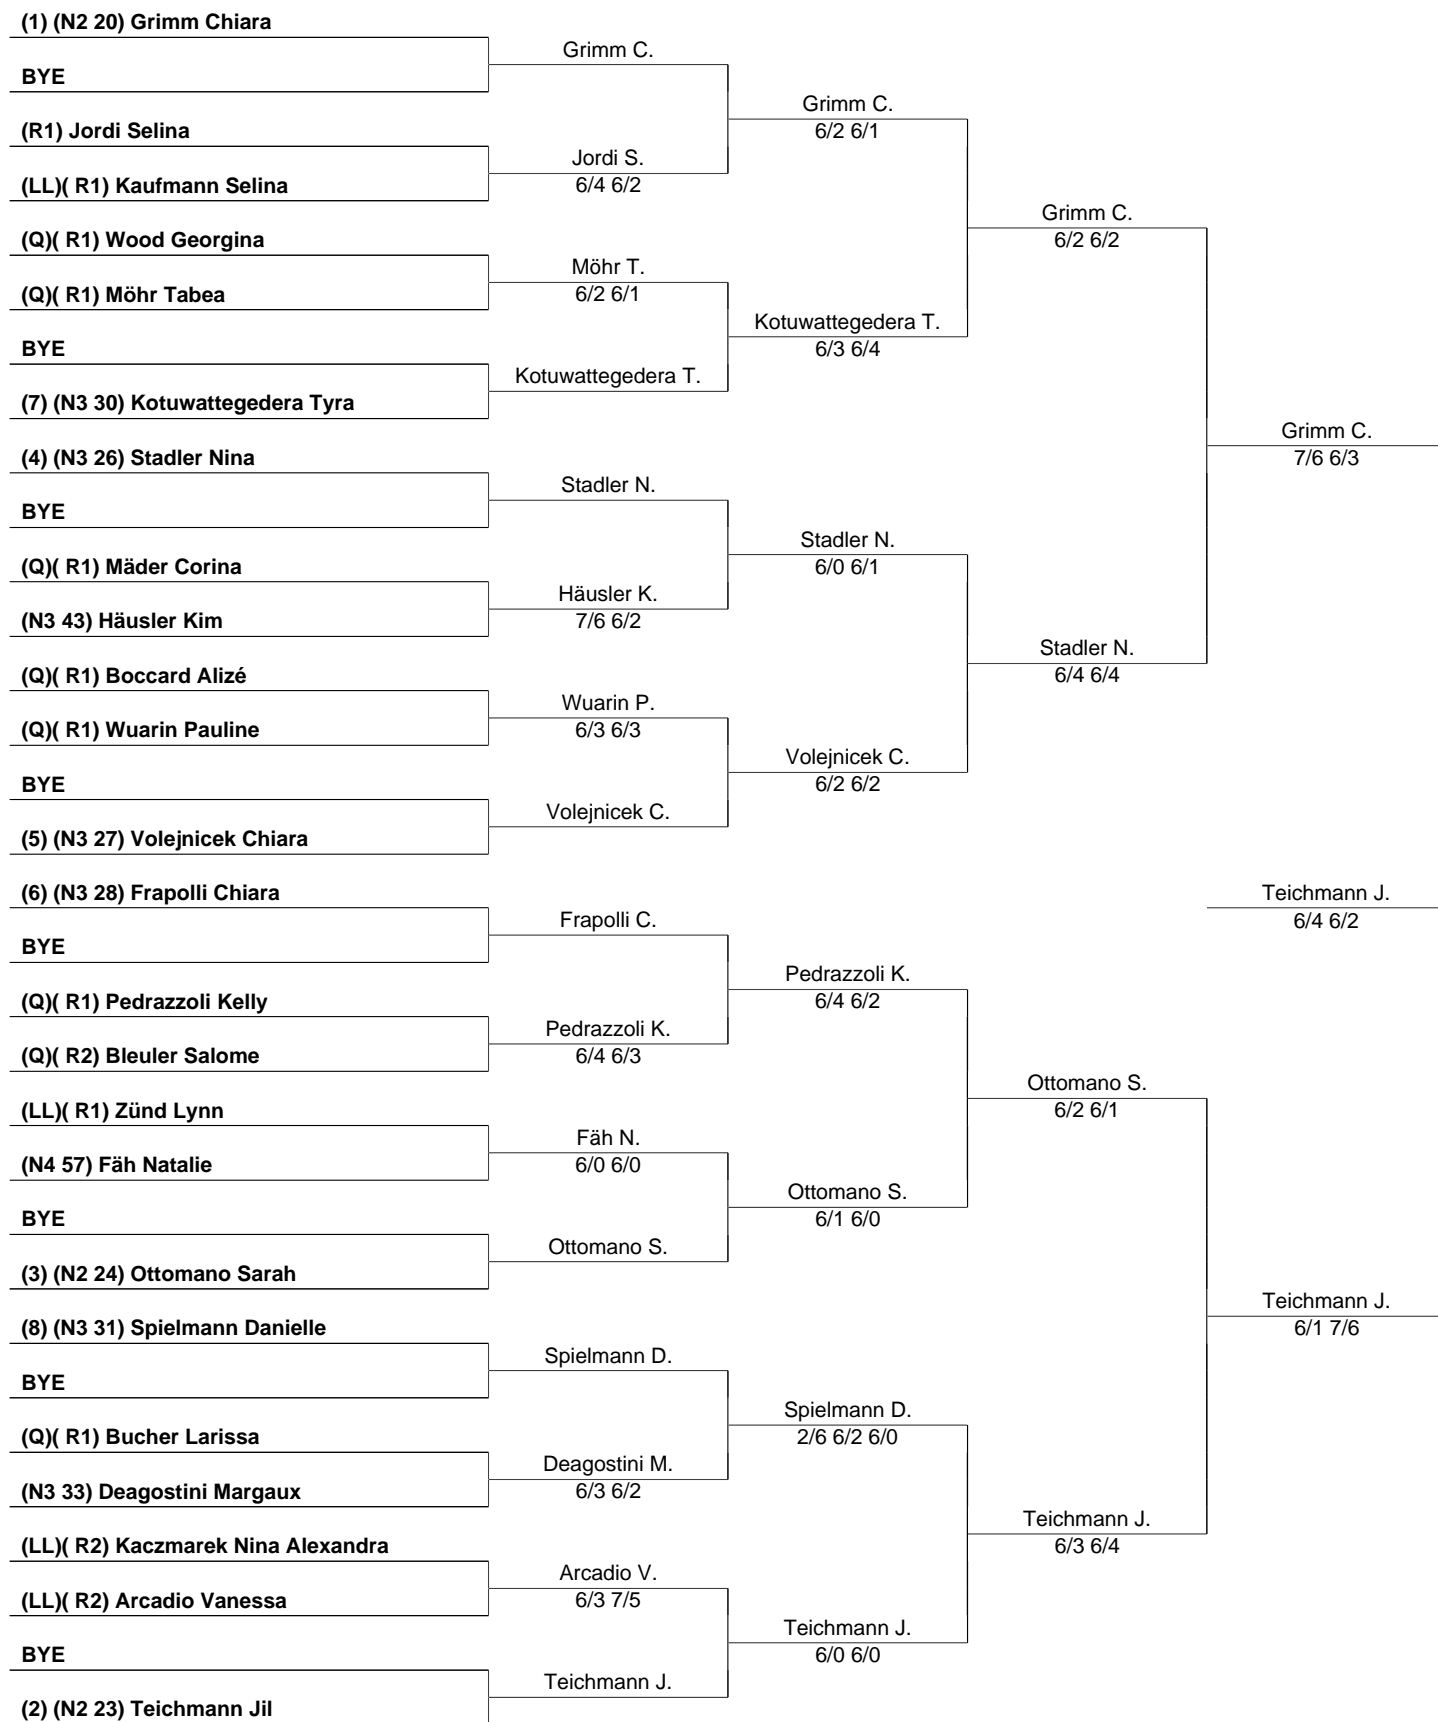 (1) (N2 20) Grimm Chiara
Grimm C.
BYE
Grimm C.
6/2 6/1
(R1) Jordi Selina
Jordi S.
6/4 6/2
(LL)( R1) Kaufmann Selina
Grimm C.
6/2 6/2
(Q)( R1) Wood Georgina
Möhr T.
6/2 6/1
(Q)( R1) Möhr Tabea
Kotuwattegedera T.
6/3 6/4
BYE
Kotuwattegedera T.
(7) (N3 30) Kotuwattegedera Tyra
Grimm C.
7/6 6/3
(4) (N3 26) Stadler Nina
Stadler N.
BYE
Stadler N.
6/0 6/1
(Q)( R1) Mäder Corina
Häusler K.
7/6 6/2
(N3 43) Häusler Kim
Stadler N.
6/4 6/4
(Q)( R1) Boccard Alizé
Wuarin P.
6/3 6/3
(Q)( R1) Wuarin Pauline
Volejnicek C.
6/2 6/2
BYE
Volejnicek C.
(5) (N3 27) Volejnicek Chiara
(6) (N3 28) Frapolli Chiara
Teichmann J.
6/4 6/2
Frapolli C.
BYE
Pedrazzoli K.
6/4 6/2
(Q)( R1) Pedrazzoli Kelly
Pedrazzoli K.
6/4 6/3
(Q)( R2) Bleuler Salome
Ottomano S.
6/2 6/1
(LL)( R1) Zünd Lynn
Fäh N.
6/0 6/0
(N4 57) Fäh Natalie
Ottomano S.
6/1 6/0
BYE
Ottomano S.
(3) (N2 24) Ottomano Sarah
Teichmann J.
6/1 7/6
(8) (N3 31) Spielmann Danielle
Spielmann D.
BYE
Spielmann D.
2/6 6/2 6/0
(Q)( R1) Bucher Larissa
Deagostini M.
6/3 6/2
(N3 33) Deagostini Margaux
Teichmann J.
6/3 6/4
(LL)( R2) Kaczmarek Nina Alexandra
Arcadio V.
6/3 7/5
(LL)( R2) Arcadio Vanessa
Teichmann J.
6/0 6/0
BYE
Teichmann J.
(2) (N2 23) Teichmann Jil